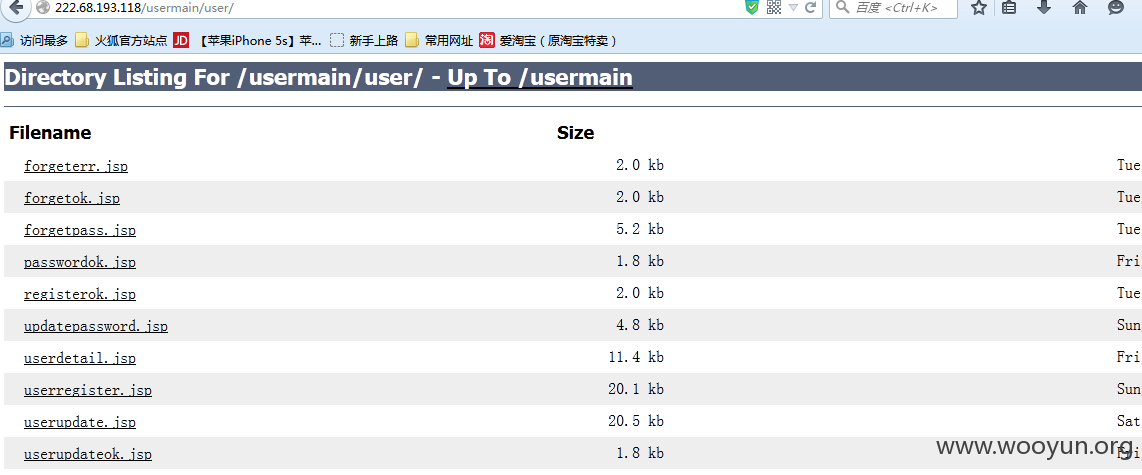 222.68.193.118/usermain/user/
百度 <Ctrl+K>
访问最多 火狐官方站点 JD 【苹果iPhone 5s】苹... 新手上路 常用网址 淘 爱淘宝（原淘宝特卖）
Directory Listing For /usermain/user/ - Up To /usermain
Filename Size
forgeterr.jsp 2.0 kb Tue
forgetok.jsp 2.0 kb Tue
forgetpass.jsp 5.2 kb Tue
passwordok.jsp 1.8 kb Fri
registerok.jsp 2.0 kb Tue
updatepassword.jsp 4.8 kb Sun
userdetail.jsp 11.4 kb Fri
userregister.jsp 20.1 kb Sun
userupdate.jsp 20.5 kb Sat
userupdateok.jsp 1.8 kb Fri
www.wooyun.org